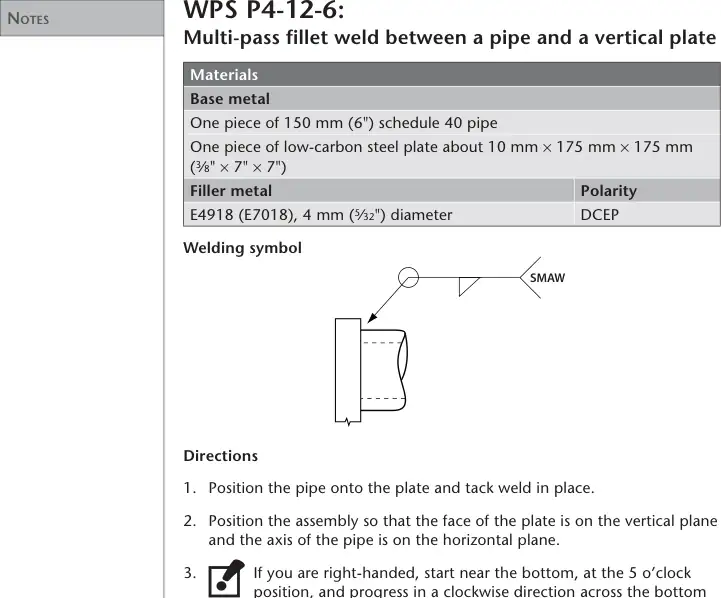 NOTES
WPS P4-12-6:
Multi-pass fillet weld between a pipe and a vertical plate
Materials
Base metal
One piece of 150 mm (6") schedule 40 pipe
One piece of low-carbon steel plate about 10 mm × 175 mm × 175 mm
(3⁄8" × 7" × 7")
Filler metal Polarity
E4918 (E7018), 4 mm (5⁄32") diameter DCEP
Welding symbol
SMAW
Directions
1. Position the pipe onto the plate and tack weld in place.
2. Position the assembly so that the face of the plate is on the vertical plane
and the axis of the pipe is on the horizontal plane.
3. If you are right-handed, start near the bottom, at the 5 o’clock
position, and progress in a clockwise direction across the bottom